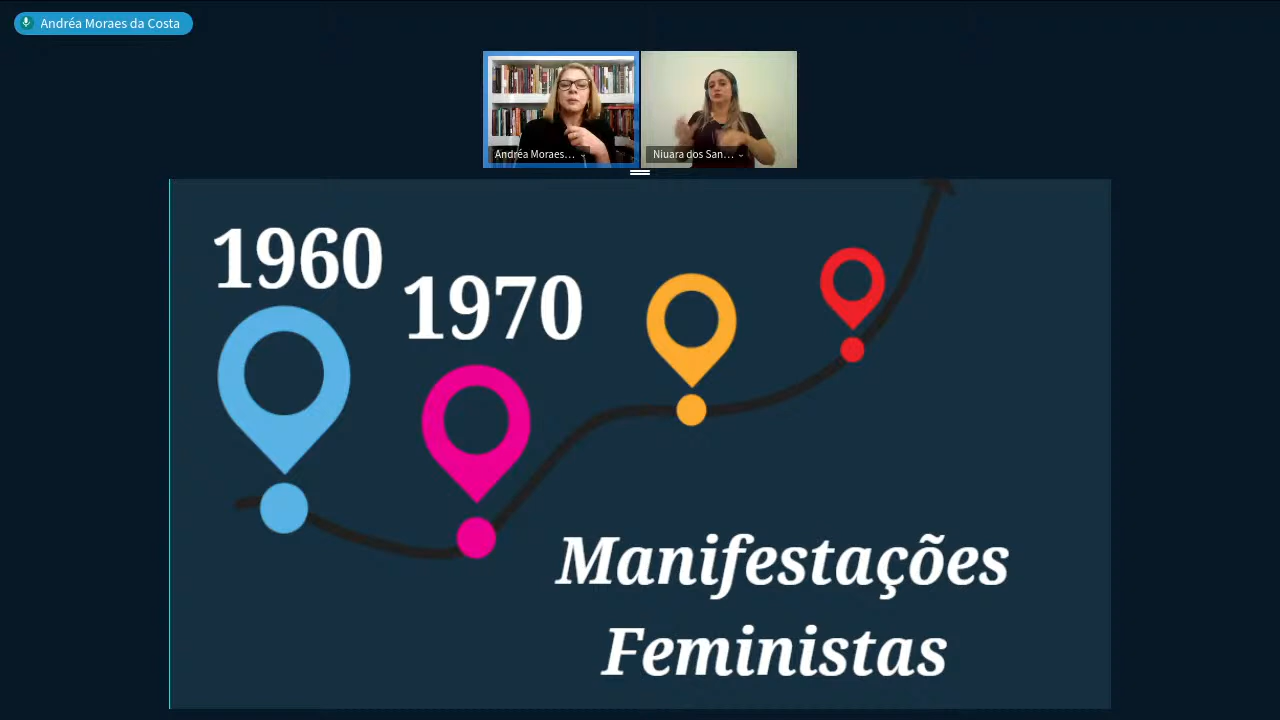 Andréa Moraes da Costa
Andréa Moraes...
Niuara dos San...
1960
1970
Manifestações
Feministas